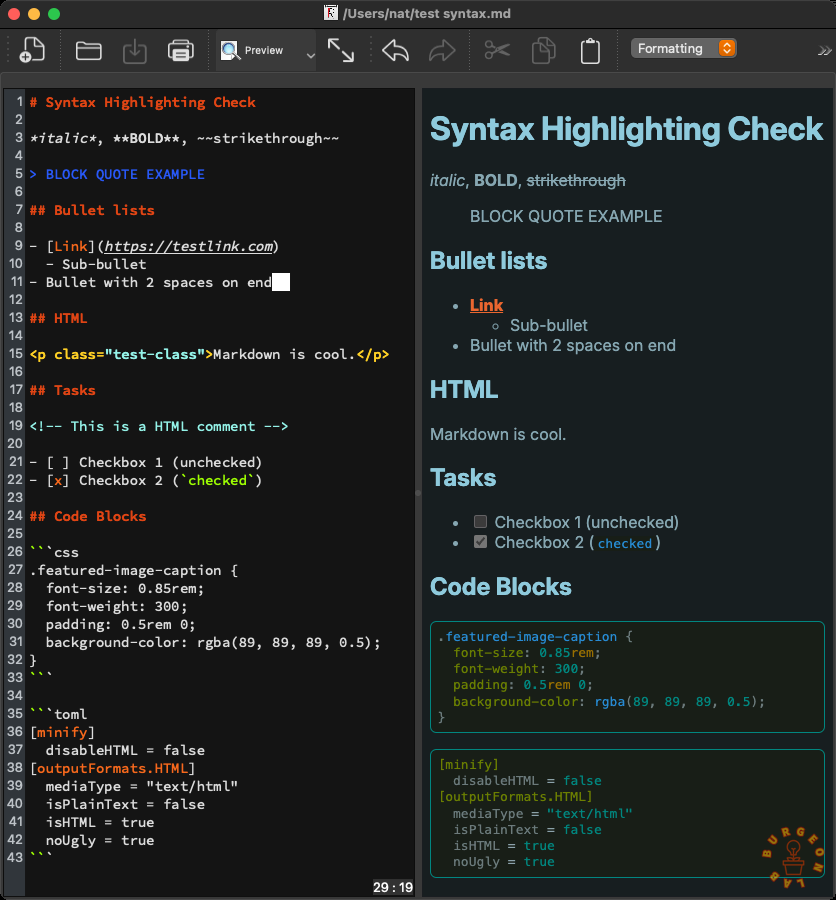 /Users/nat/test syntax.md
Preview
Formatting
1 # Syntax Highlighting Check
2
3 *italic*, **BOLD**, ~~strikethrough~~
4
5 > BLOCK QUOTE EXAMPLE
6
7 ## Bullet lists
8
9 - [Link](https://testlink.com)
10   - Sub-bullet
11 - Bullet with 2 spaces on end
12
13 ## HTML
14
15 <p class="test-class">Markdown is cool.</p>
16
17 ## Tasks
18
19 <!-- This is a HTML comment -->
20
21 - [ ] Checkbox 1 (unchecked)
22 - [x] Checkbox 2 (`checked`)
23
24 ## Code Blocks
25
26 ```css
27 .featured-image-caption {
28   font-size: 0.85rem;
29   font-weight: 300;
30   padding: 0.5rem 0;
31   background-color: rgba(89, 89, 89, 0.5);
32 }
33 ```
34
35 ```toml
36 [minify]
37   disableHTML = false
38 [outputFormats.HTML]
39   mediaType = "text/html"
40   isPlainText = false
41   isHTML = true
42   noUgly = true
43 ```
29:19
Syntax Highlighting Check
italic, BOLD, strikethrough
BLOCK QUOTE EXAMPLE
Bullet lists
• Link
◦ Sub-bullet
• Bullet with 2 spaces on end
HTML
Markdown is cool.
Tasks
• Checkbox 1 (unchecked)
• Checkbox 2 ( checked )
Code Blocks
.featured-image-caption {
  font-size: 0.85rem;
  font-weight: 300;
  padding: 0.5rem 0;
  background-color: rgba(89, 89, 89, 0.5);
}
[minify]
  disableHTML = false
[outputFormats.HTML]
  mediaType = "text/html"
  isPlainText = false
  isHTML = true
  noUgly = true
BURGEON LAB